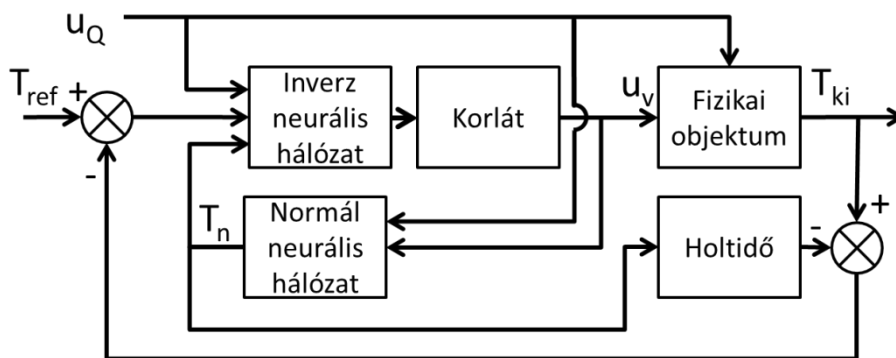 u_Q
T_ref
+
-
Inverz
neurális
hálózat
Korlát
u_v
Fizikai
objektum
T_ki
T_n
Normál
neurális
hálózat
Holtidő
-
+